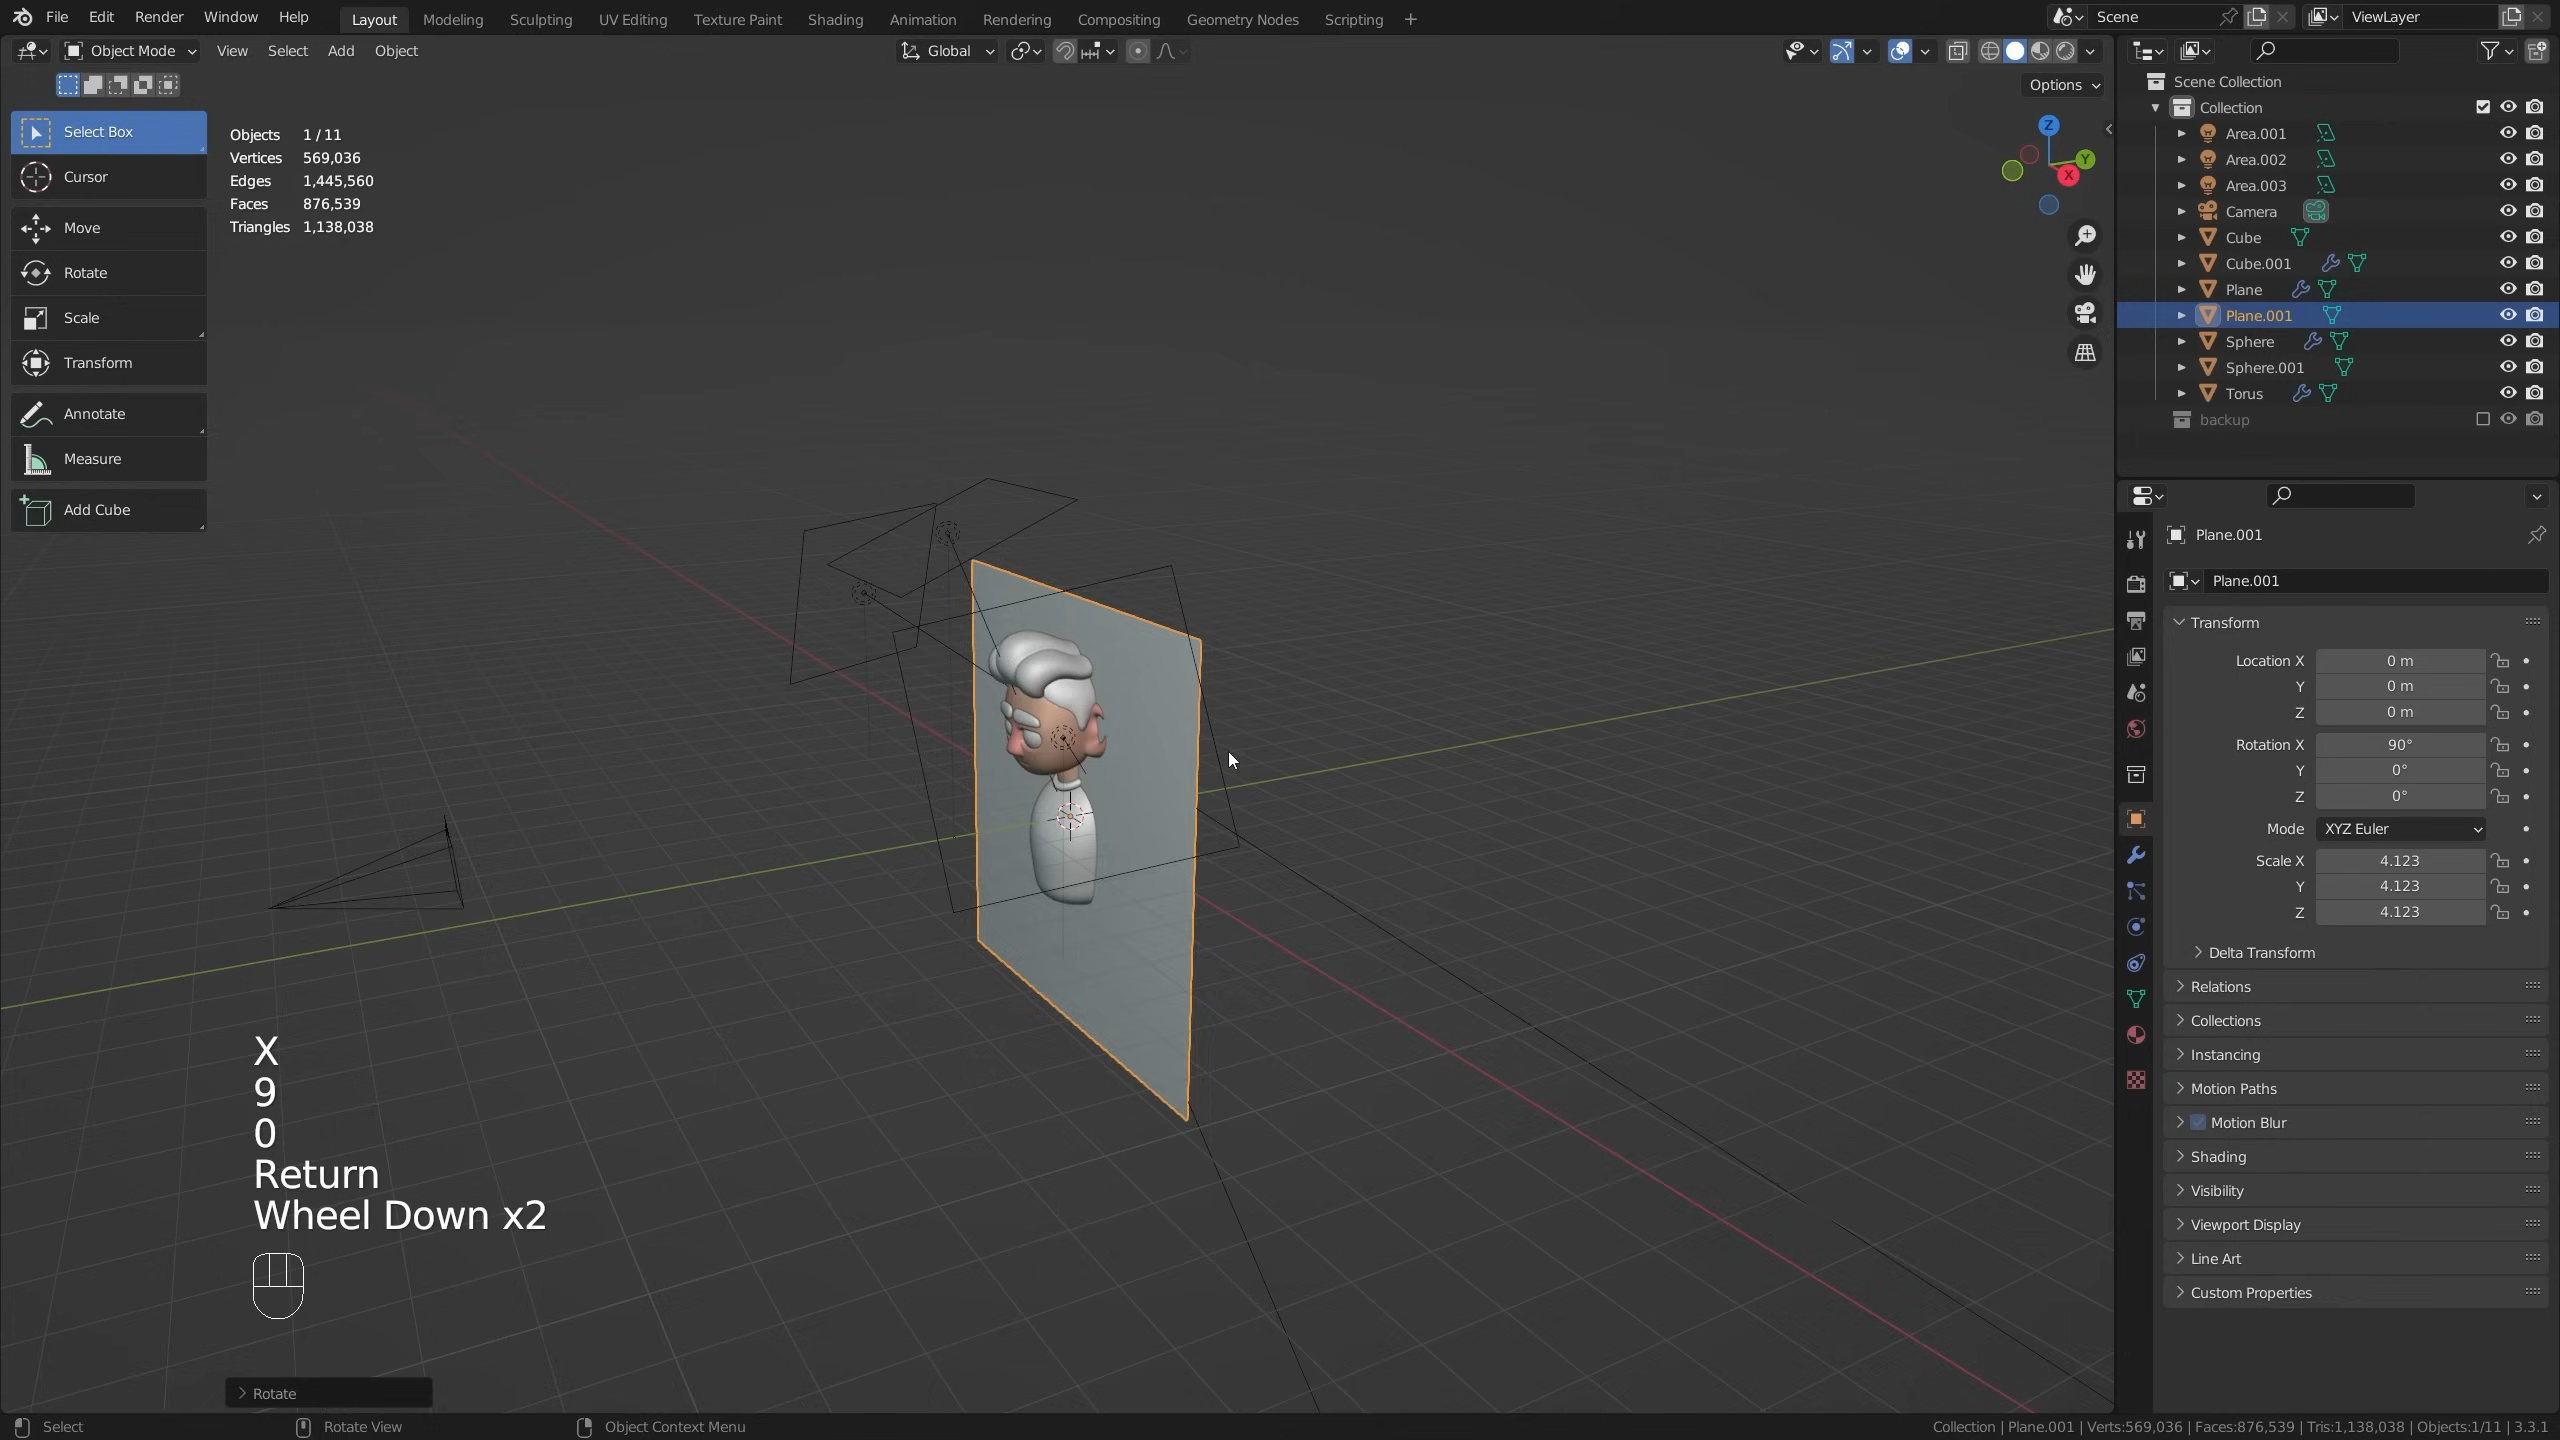 File Edit Render Window Help
Layout Modeling Sculpting UV Editing Texture Paint Shading Animation Rendering Compositing Geometry Nodes Scripting +
Scene
ViewLayer
Object Mode View Select Add Object
Global
Options
Select Box
Cursor
Move
Rotate
Scale
Transform
Annotate
Measure
Add Cube
Objects 1 / 11
Vertices 569,036
Edges 1,445,560
Faces 876,539
Triangles 1,138,038
Z
Y
X
Scene Collection
Collection
Area.001
Area.002
Area.003
Camera
Cube
Cube.001
Plane
Plane.001
Sphere
Sphere.001
Torus
backup
Plane.001
Plane.001
Transform
Location X 0 m
Y 0 m
Z 0 m
Rotation X 90°
Y 0°
Z 0°
Mode XYZ Euler
Scale X 4.123
Y 4.123
Z 4.123
Delta Transform
Relations
Collections
Instancing
Motion Paths
Motion Blur
Shading
Visibility
Viewport Display
Line Art
Custom Properties
X
9
0
Return
Wheel Down x2
Rotate
Select
Rotate View
Object Context Menu
Collection | Plane.001 | Verts:569,036 | Faces:876,539 | Tris:1,138,038 | Objects:1/11 | 3.3.1